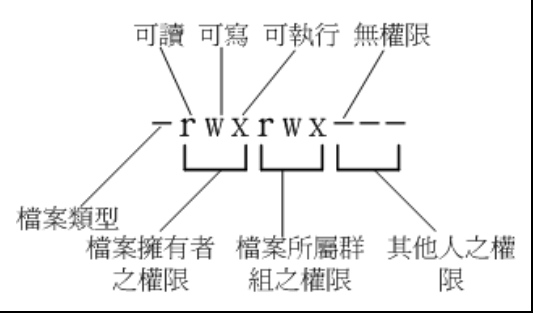 可讀 可寫 可執行 無權限
-rwxrwx---
檔案類型
檔案擁有者
之權限
檔案所屬群
組之權限
其他人之權
限